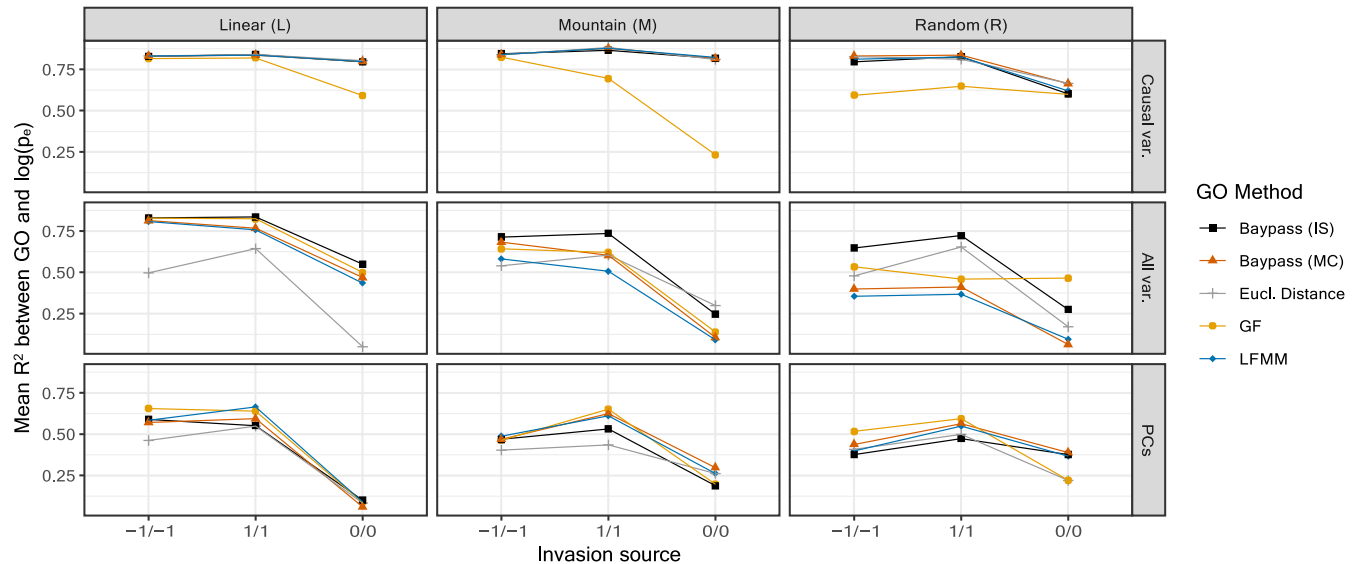 Linear (L)
Mountain (M)
Random (R)
Mean R² between GO and log(pₑ)
0.75
0.50
0.25
Causal var.
0.75
0.50
0.25
All var.
0.75
0.50
0.25
PCs
−1/−1
1/1
0/0
−1/−1
1/1
0/0
−1/−1
1/1
0/0
Invasion source
GO Method
Baypass (IS)
Baypass (MC)
Eucl. Distance
GF
LFMM